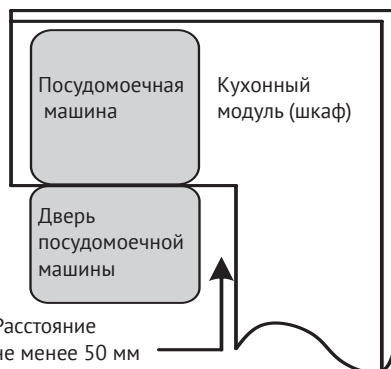 Посудомоечная
машина
Кухонный
модуль (шкаф)
Дверь
посудомоечной
машины
Расстояние
не менее 50 мм